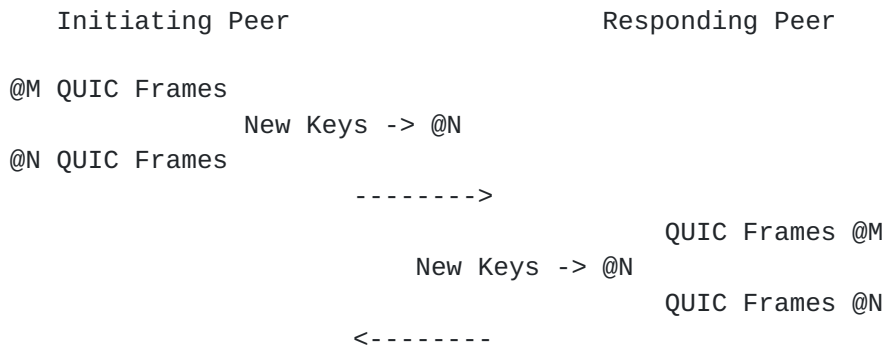 Initiating Peer                    Responding Peer
@M QUIC Frames
New Keys -> @N
@N QUIC Frames
-------->
QUIC Frames @M
New Keys -> @N
QUIC Frames @N
<--------